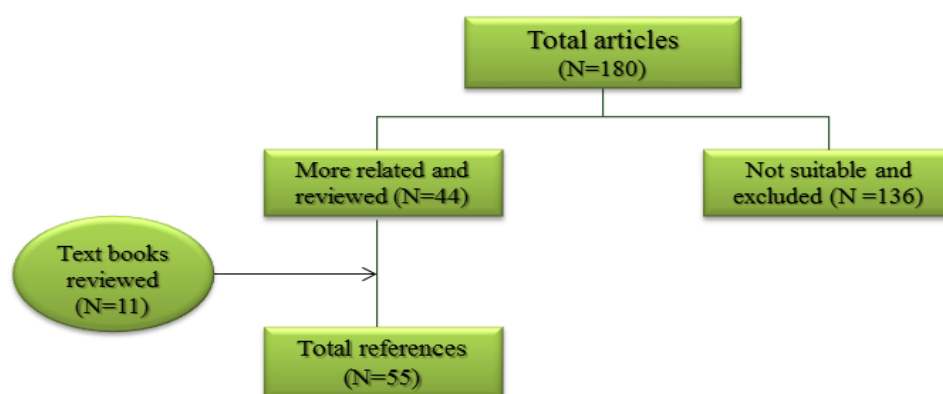 Total articles
(N=180)
More related and
reviewed (N=44)
Not suitable and
excluded (N =136)
Text books
reviewed
(N=11)
Total references
(N=55)